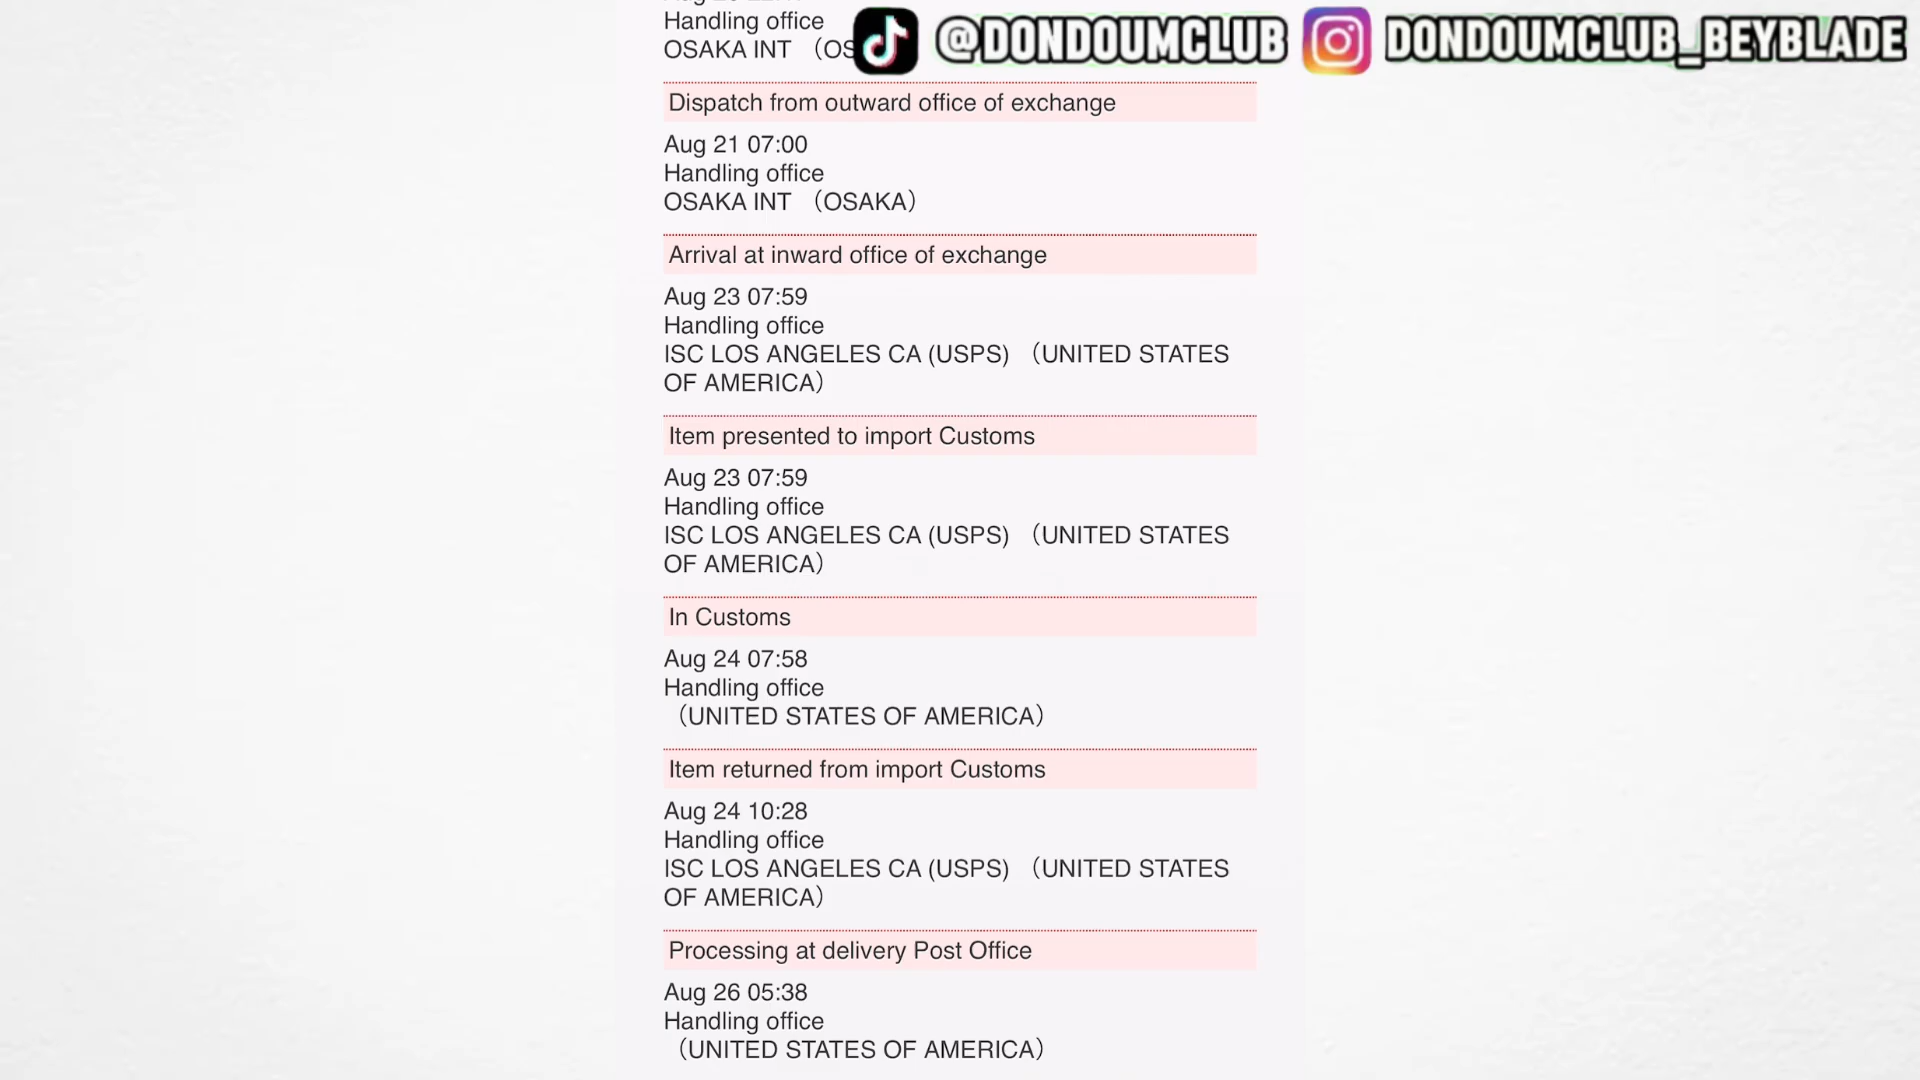 Handling office
OSAKA INT （OS
@DONDOUMCLUB
DONDOUMCLUB_BEYBLADE
Dispatch from outward office of exchange
Aug 21 07:00
Handling office
OSAKA INT （OSAKA）
Arrival at inward office of exchange
Aug 23 07:59
Handling office
ISC LOS ANGELES CA (USPS) （UNITED STATES
OF AMERICA）
Item presented to import Customs
Aug 23 07:59
Handling office
ISC LOS ANGELES CA (USPS) （UNITED STATES
OF AMERICA）
In Customs
Aug 24 07:58
Handling office
（UNITED STATES OF AMERICA）
Item returned from import Customs
Aug 24 10:28
Handling office
ISC LOS ANGELES CA (USPS) （UNITED STATES
OF AMERICA）
Processing at delivery Post Office
Aug 26 05:38
Handling office
（UNITED STATES OF AMERICA）